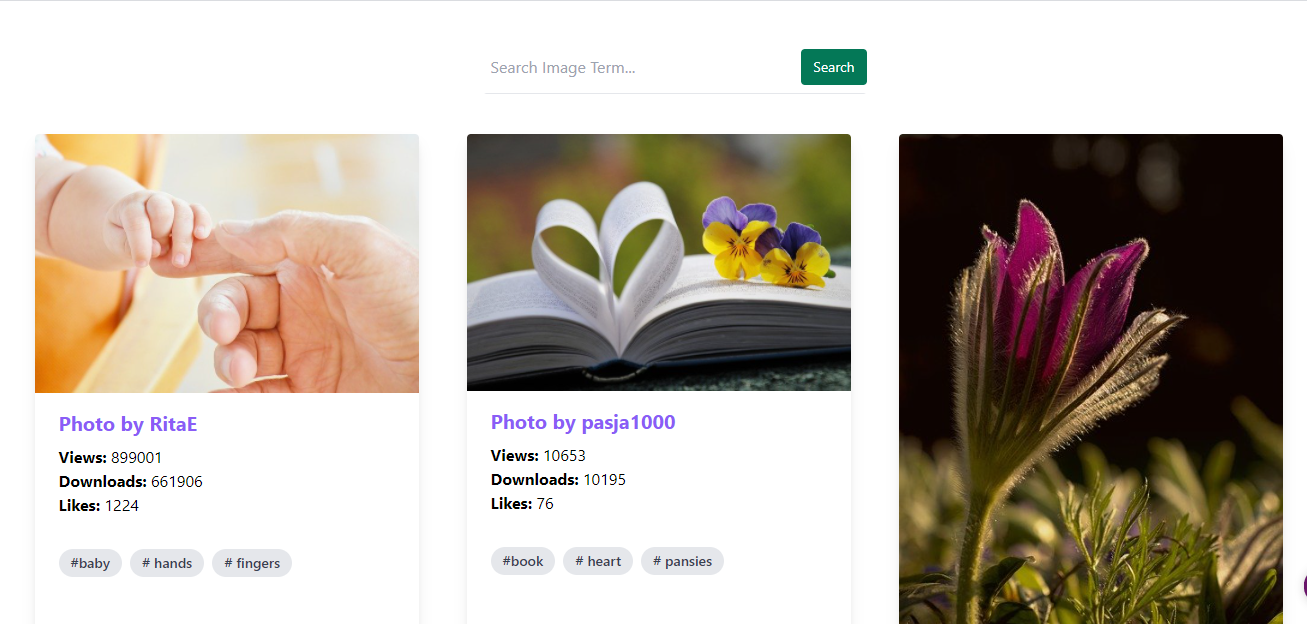 Search Image Term...
Search
Photo by RitaE
Views: 899001
Downloads: 661906
Likes: 1224
#baby
# hands
# fingers
Photo by pasja1000
Views: 10653
Downloads: 10195
Likes: 76
#book
# heart
# pansies